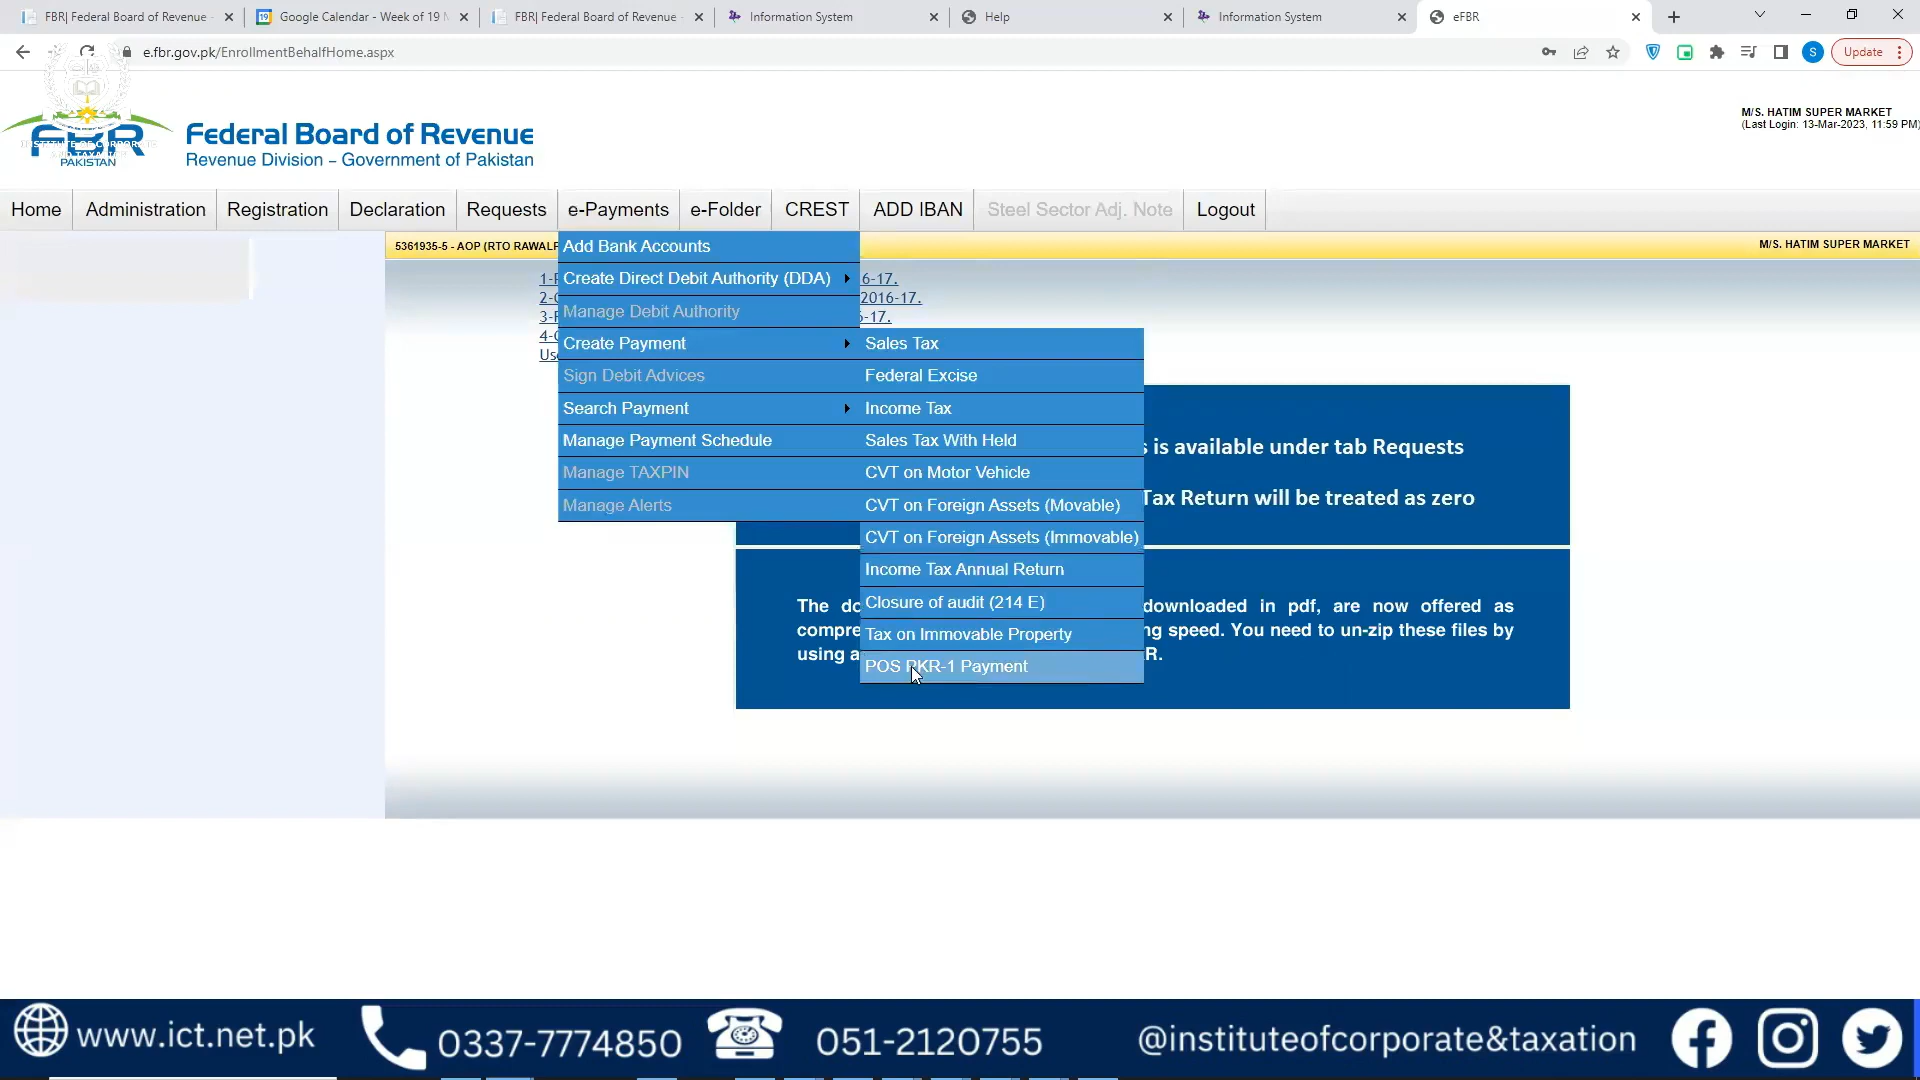 FBR| Federal Board of Revenue -
Google Calendar - Week of 19 M
FBR| Federal Board of Revenue -
Information System
Help
Information System
eFBR
e.fbr.gov.pk/EnrollmentBehalfHome.aspx
S
Update
FBR
PAKISTAN
Federal Board of Revenue
Revenue Division – Government of Pakistan
M/S. HATIM SUPER MARKET
(Last Login: 13-Mar-2023, 11:59 PM)
Home
Administration
Registration
Declaration
Requests
e-Payments
e-Folder
CREST
ADD IBAN
Steel Sector Adj. Note
Logout
5361935-5 - AOP (RTO RAWALP
M/S. HATIM SUPER MARKET
Add Bank Accounts
Create Direct Debit Authority (DDA)
Manage Debit Authority
Create Payment
Sign Debit Advices
Search Payment
Manage Payment Schedule
Manage TAXPIN
Manage Alerts
6-17.
2016-17.
6-17.
Sales Tax
Federal Excise
Income Tax
Sales Tax With Held
CVT on Motor Vehicle
CVT on Foreign Assets (Movable)
CVT on Foreign Assets (Immovable)
Income Tax Annual Return
Closure of audit (214 E)
Tax on Immovable Property
POS PKR-1 Payment
s is available under tab Requests
Tax Return will be treated as zero
The do downloaded in pdf, are now offered as
compre ng speed. You need to un-zip these files by
using a R.
www.ict.net.pk
0337-7774850
051-2120755
@instituteofcorporate&taxation